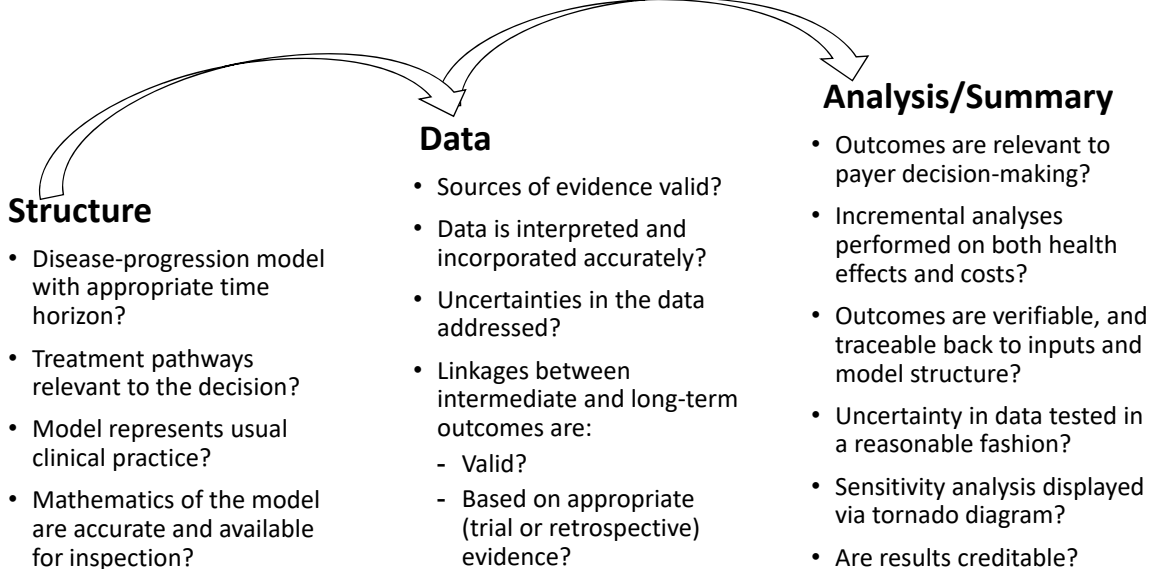 Structure
• Disease-progression model
with appropriate time
horizon?
• Treatment pathways
relevant to the decision?
• Model represents usual
clinical practice?
• Mathematics of the model
are accurate and available
for inspection?
Data
• Sources of evidence valid?
• Data is interpreted and
incorporated accurately?
• Uncertainties in the data
addressed?
• Linkages between
intermediate and long-term
outcomes are:
- Valid?
- Based on appropriate
(trial or retrospective)
evidence?
Analysis/Summary
• Outcomes are relevant to
payer decision-making?
• Incremental analyses
performed on both health
effects and costs?
• Outcomes are verifiable, and
traceable back to inputs and
model structure?
• Uncertainty in data tested in
a reasonable fashion?
• Sensitivity analysis displayed
via tornado diagram?
• Are results creditable?